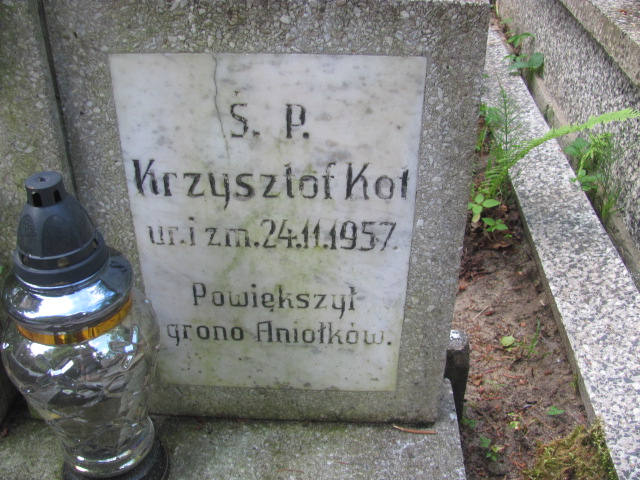 Ś. P.
Krzysztof Kot
ur. i zm. 24.11.1957.
Powiększył
grono Aniołków.